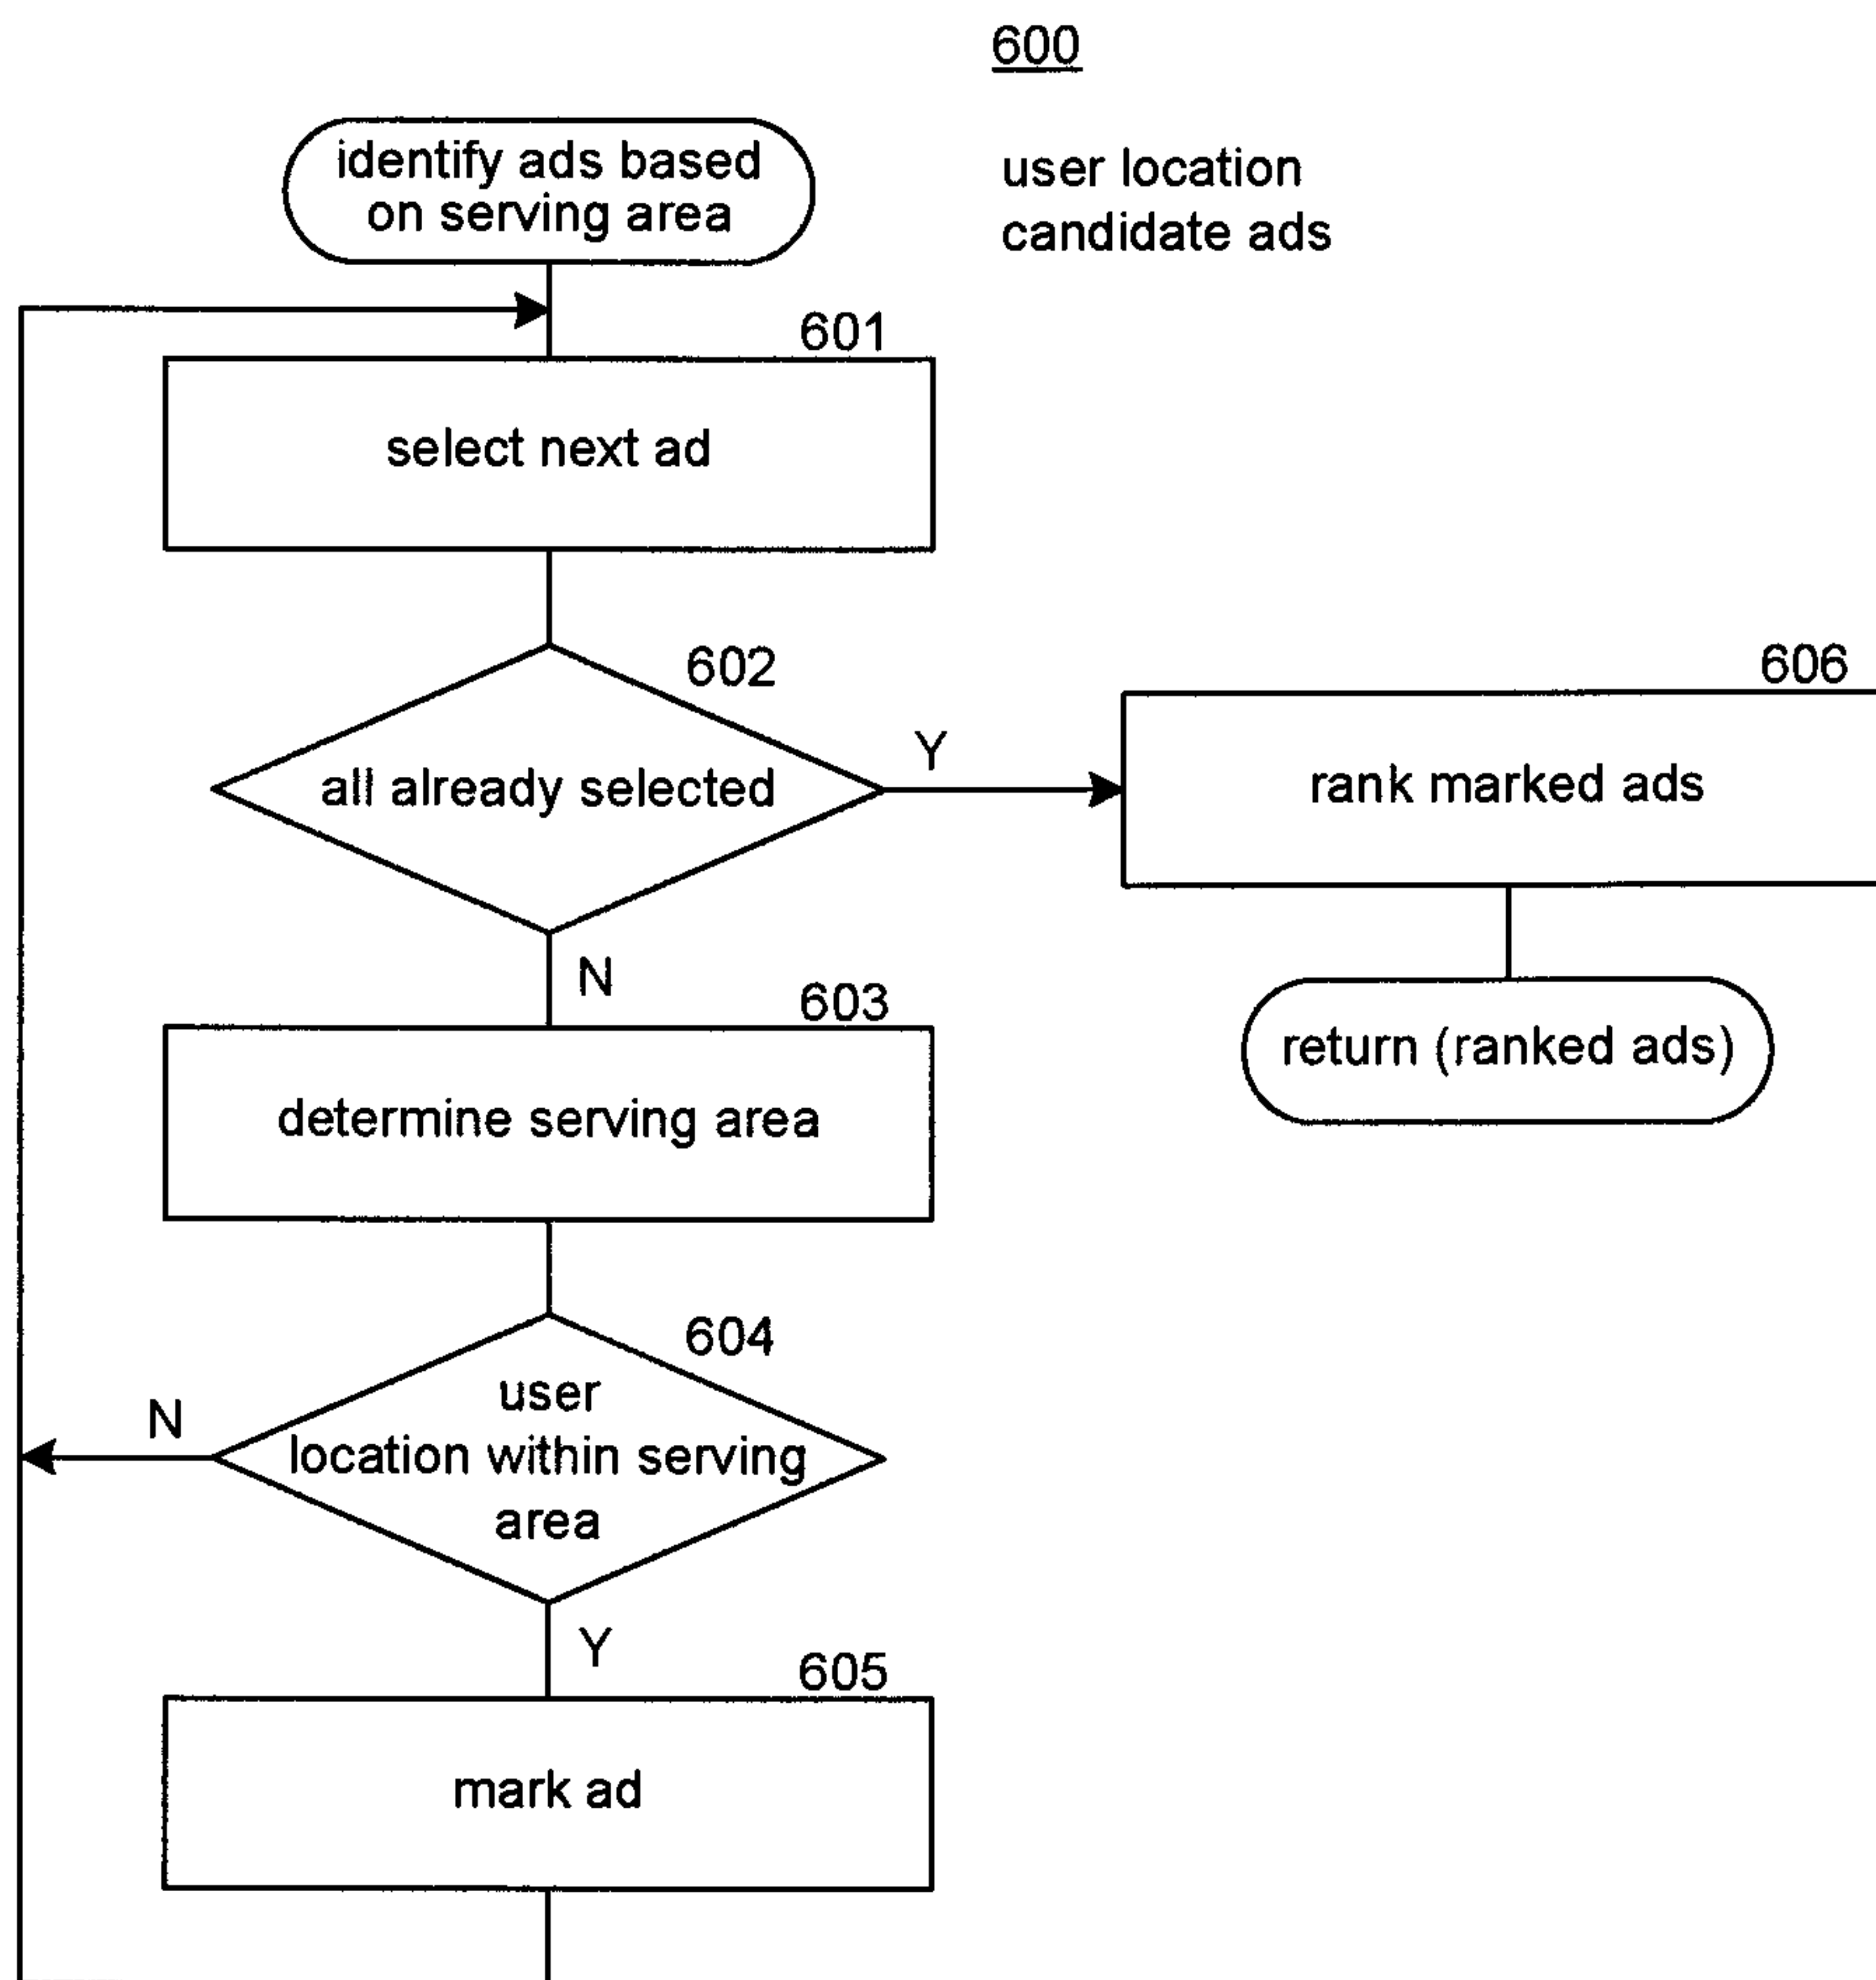 600
identify ads based
on serving area
user location
candidate ads
601
select next ad
602
all already selected
Y
606
rank marked ads
N
603
determine serving area
return (ranked ads)
604
user
location within serving
area
N
Y
605
mark ad